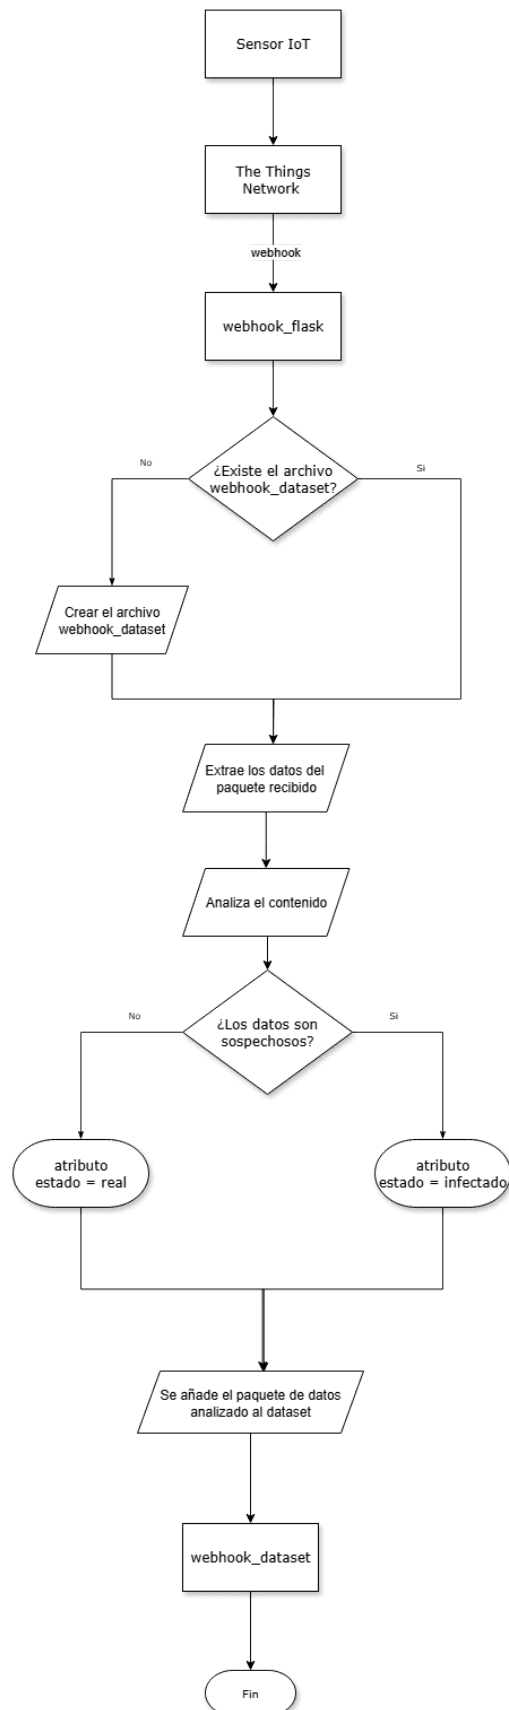 Sensor IoT
The Things
Network
webhook
webhook_flask
¿Existe el archivo
webhook_dataset?
No
Si
Crear el archivo
webhook_dataset
Extrae los datos del
paquete recibido
Analiza el contenido
¿Los datos son
sospechosos?
No
Si
atributo
estado = real
atributo
estado = infectado
Se añade el paquete de datos
analizado al dataset
webhook_dataset
Fin